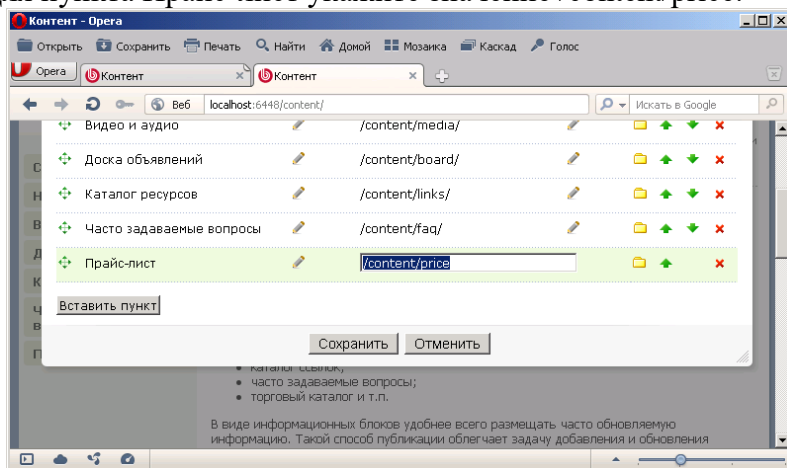 Контент - Opera
Открыть Сохранить Печать Найти Домой Мозаика Каскад Голос
Opera Контент Контент
Веб localhost:6448/content/ Искать в Google
Видео и аудио /content/media/
Доска объявлений /content/board/
Каталог ресурсов /content/links/
Часто задаваемые вопросы /content/faq/
Прайс-лист /content/price
Вставить пункт
Сохранить Отменить
• каталог ссылок;
• часто задаваемые вопросы;
• торговый каталог и т.п.
В виде информационных блоков удобнее всего размещать часто обновляемую
информацию. Такой способ публикации облегчает задачу добавления и обновления